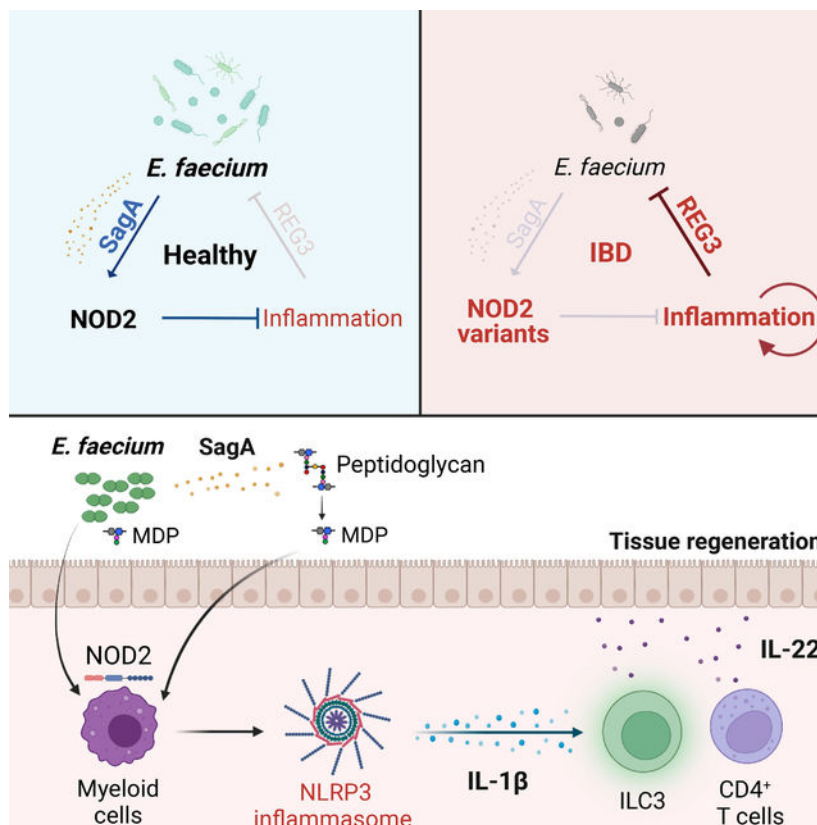 E. faecium
SagA
REG3
Healthy
NOD2
Inflammation
E. faecium
SagA
REG3
IBD
NOD2
variants
Inflammation
E. faecium
SagA
Peptidoglycan
MDP
MDP
Tissue regeneration
NOD2
IL-22
Myeloid
cells
NLRP3
inflammasome
IL-1β
ILC3
CD4⁺
T cells